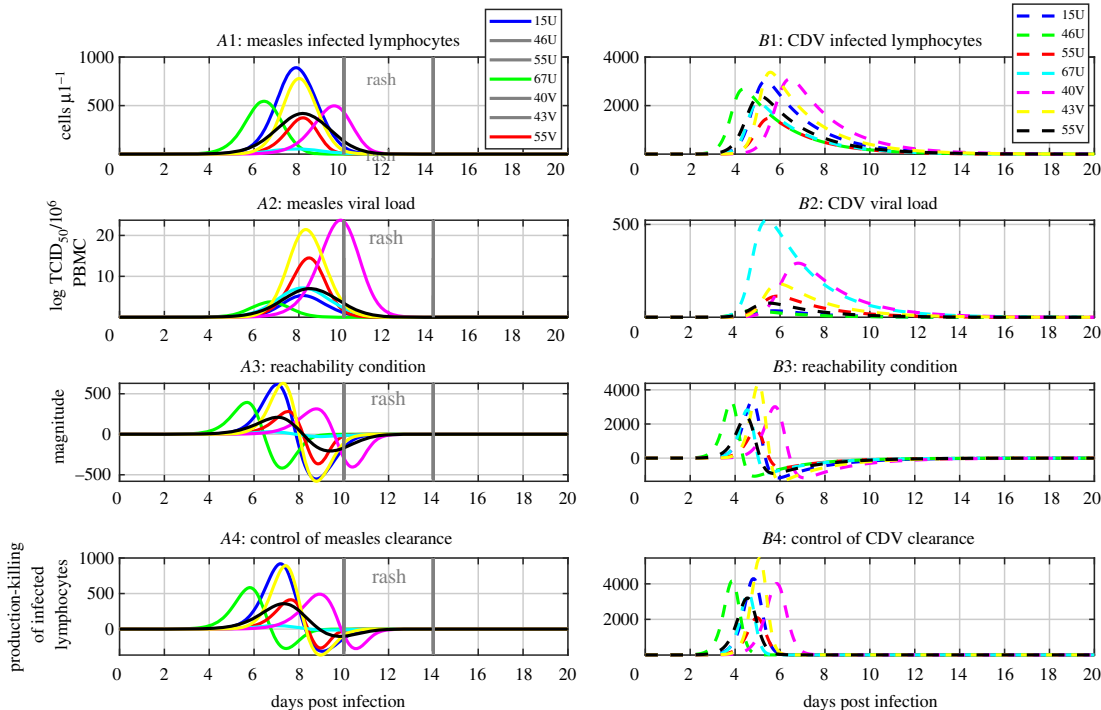 A1: measles infected lymphocytes
cells µ1⁻¹
1000
500
0
0 2 4 6 8 10 12 14 16 18 20
rash
rash
15U
46U
55U
67U
40V
43V
55V
B1: CDV infected lymphocytes
4000
2000
0
0 2 4 6 8 10 12 14 16 18 20
15U
46U
55U
67U
40V
43V
55V
A2: measles viral load
log TCID₅₀/10⁶
PBMC
20
10
0
0 2 4 6 8 10 12 14 16 18 20
rash
B2: CDV viral load
500
0
0 2 4 6 8 10 12 14 16 18 20
A3: reachability condition
magnitude
500
0
–500
0 2 4 6 8 10 12 14 16 18 20
rash
B3: reachability condition
4000
2000
0
0 2 4 6 8 10 12 14 16 18 20
A4: control of measles clearance
production-killing
of infected
lymphocytes
1000
500
0
0 2 4 6 8 10 12 14 16 18 20
rash
days post infection
B4: control of CDV clearance
4000
2000
0
0 2 4 6 8 10 12 14 16 18 20
days post infection